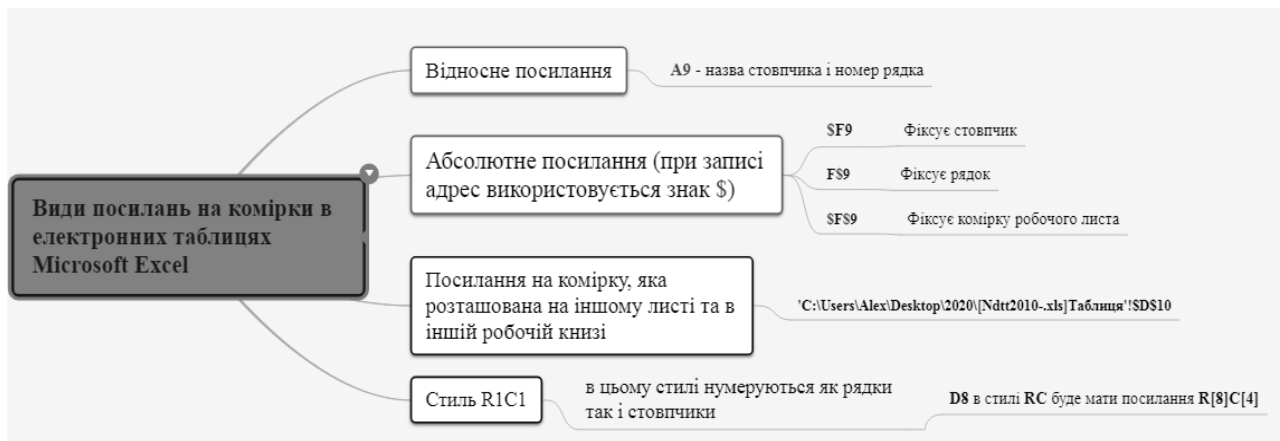 Види посилань на комірки в
електронних таблицях
Microsoft Excel
Відносне посилання
A9 - назва стовпчика і номер рядка
Абсолютне посилання (при записі
адрес використовується знак $)
$F9 Фіксує стовпчик
F$9 Фіксує рядок
$F$9 Фіксує комірку робочого листа
Посилання на комірку, яка
розташована на іншому листі та в
іншій робочій книзі
'C:\Users\Alex\Desktop\2020\[Ndtt2010-.xls]Таблиця'!$D$10
Стиль R1C1
в цьому стилі нумеруються як рядки
так і стовпчики
D8 в стилі RC буде мати посилання R[8]C[4]